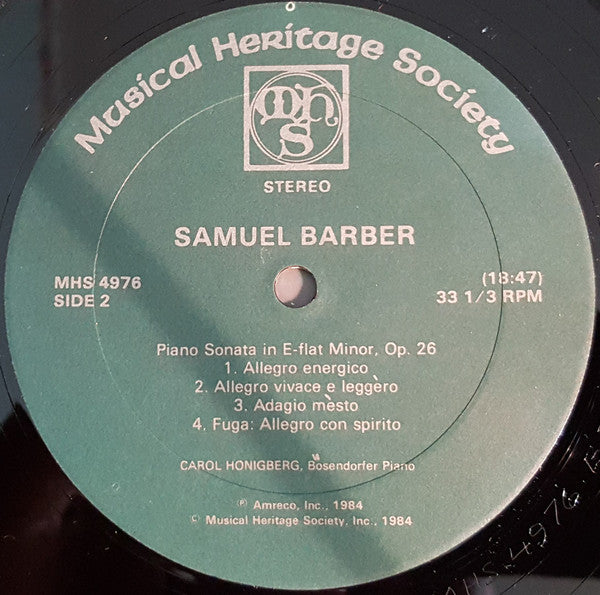 Musical Heritage Society
mhs
STEREO
SAMUEL BARBER
MHS 4976
SIDE 2
(18:47)
33 1/3 RPM
Piano Sonata in E-flat Minor, Op. 26
1. Allegro energico
2. Allegro vivace e leggèro
3. Adagio mèsto
4. Fuga: Allegro con spirito
CAROL HONIGBERG, Bösendorfer Piano
℗ Amreco, Inc., 1984
© Musical Heritage Society, Inc., 1984
MHS 4976